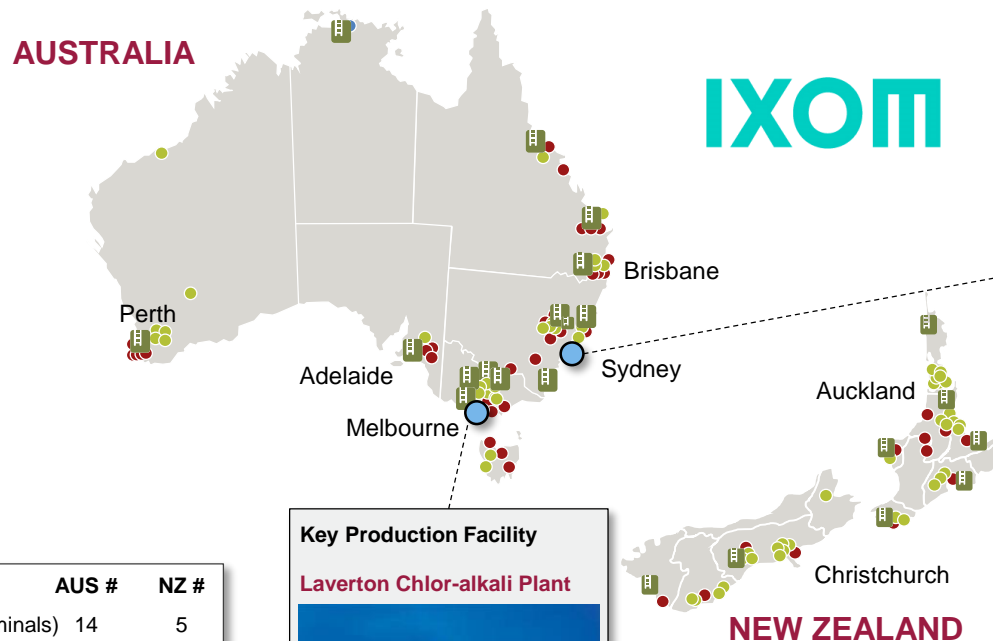 AUSTRALIA
IXOM
Brisbane
Perth
Sydney
Adelaide
Auckland
Melbourne
Key Production Facility
Laverton Chlor-alkali Plant
Christchurch
AUS # NZ #
minals) 14 5
NEW ZEALAND